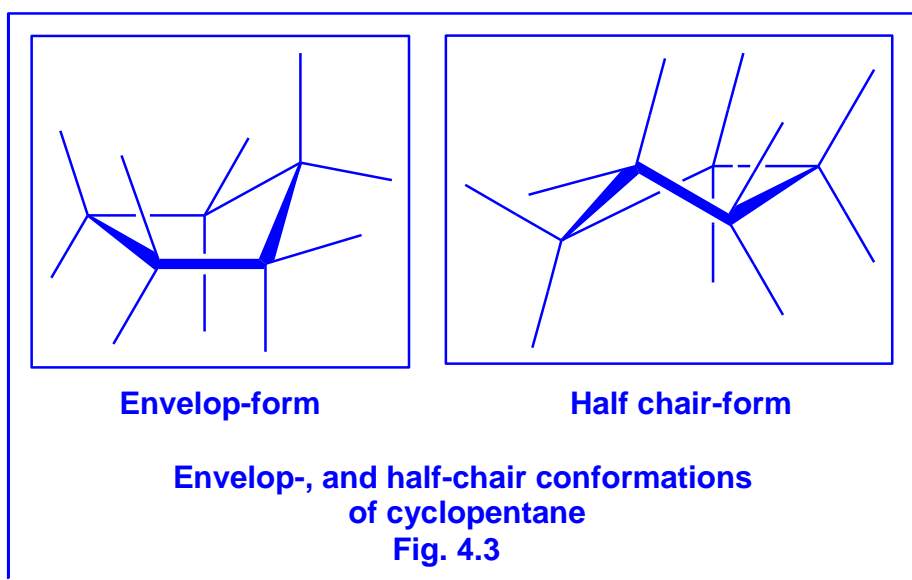 Envelop-form
Half chair-form
Envelop-, and half-chair conformations
of cyclopentane
Fig. 4.3